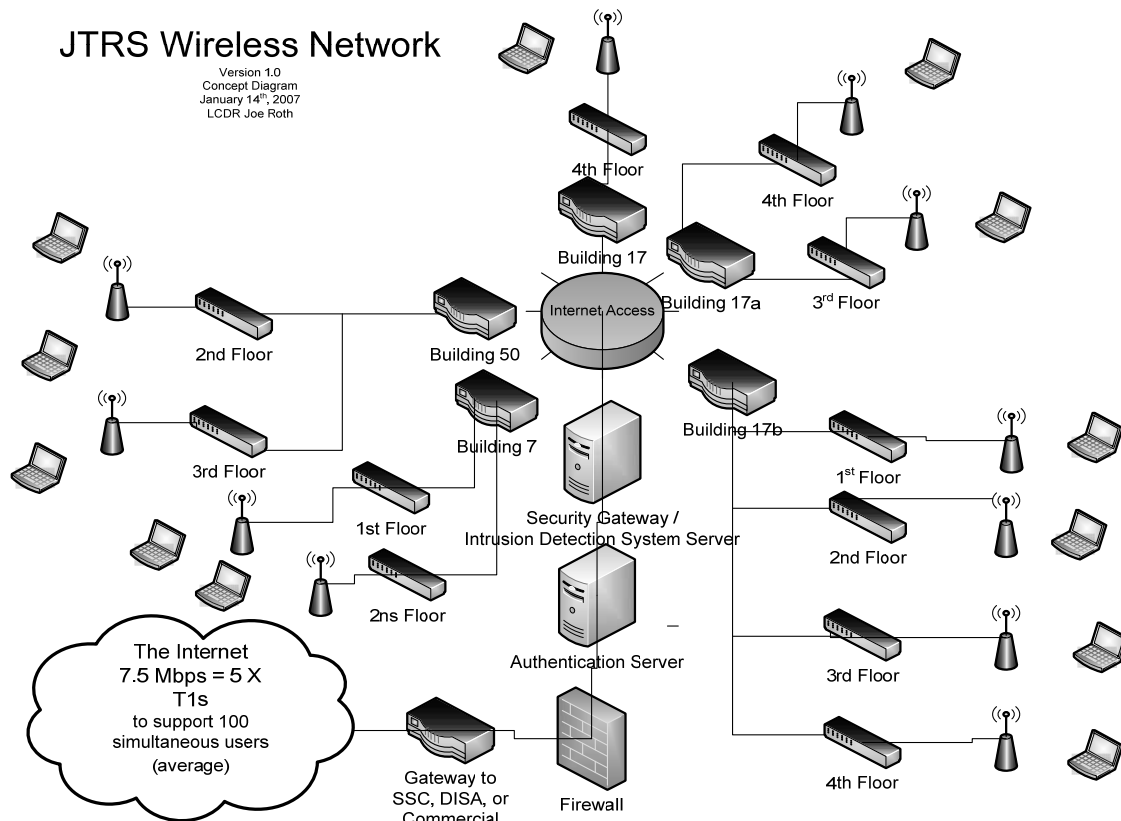 JTRS Wireless Network
Version 1.0
Concept Diagram
January 14th, 2007
LCDR Joe Roth
4th Floor
Building 17
4th Floor
Building 17a
3rd Floor
Internet Access
2nd Floor
Building 50
3rd Floor
Building 7
1st Floor
2ns Floor
Building 17b
1st Floor
2nd Floor
3rd Floor
4th Floor
Security Gateway /
Intrusion Detection System Server
Authentication Server
Firewall
Gateway to
SSC, DISA, or
Commercial
The Internet
7.5 Mbps = 5 X
T1s
to support 100
simultaneous users
(average)